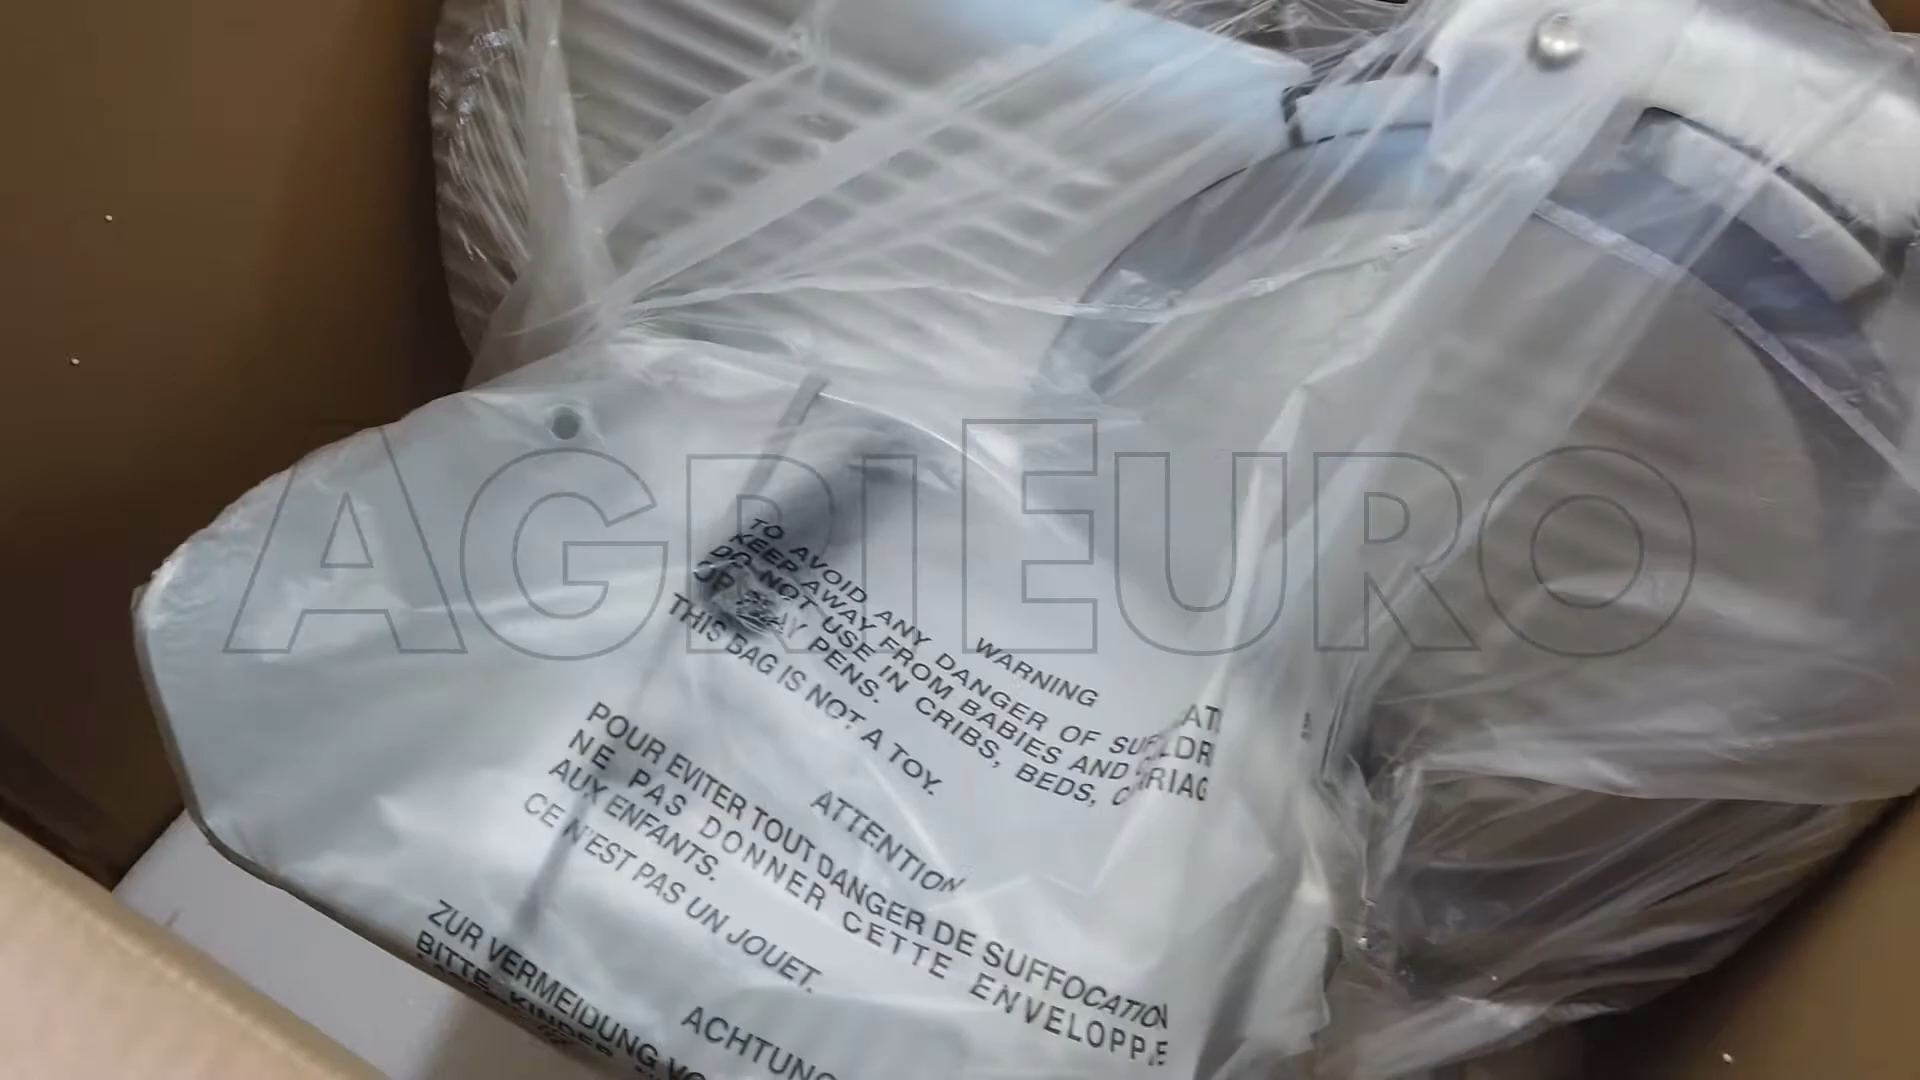 AGRIEURO
WARNING
TO AVOID ANY DANGER OF
KEEP AWAY FROM BABIES AND
DO NOT USE IN CRIBS, BEDS,
PENS.
THIS BAG IS NOT A TOY.
ATTENTION
POUR EVITER TOUT DANGER DE SUFFOCATION
NE PAS DONNER CETTE ENVELOPPE
AUX ENFANTS.
CE N'EST PAS UN JOUET.
ACHTUNG
ZUR VERMEIDUNG
BITTE KINDER